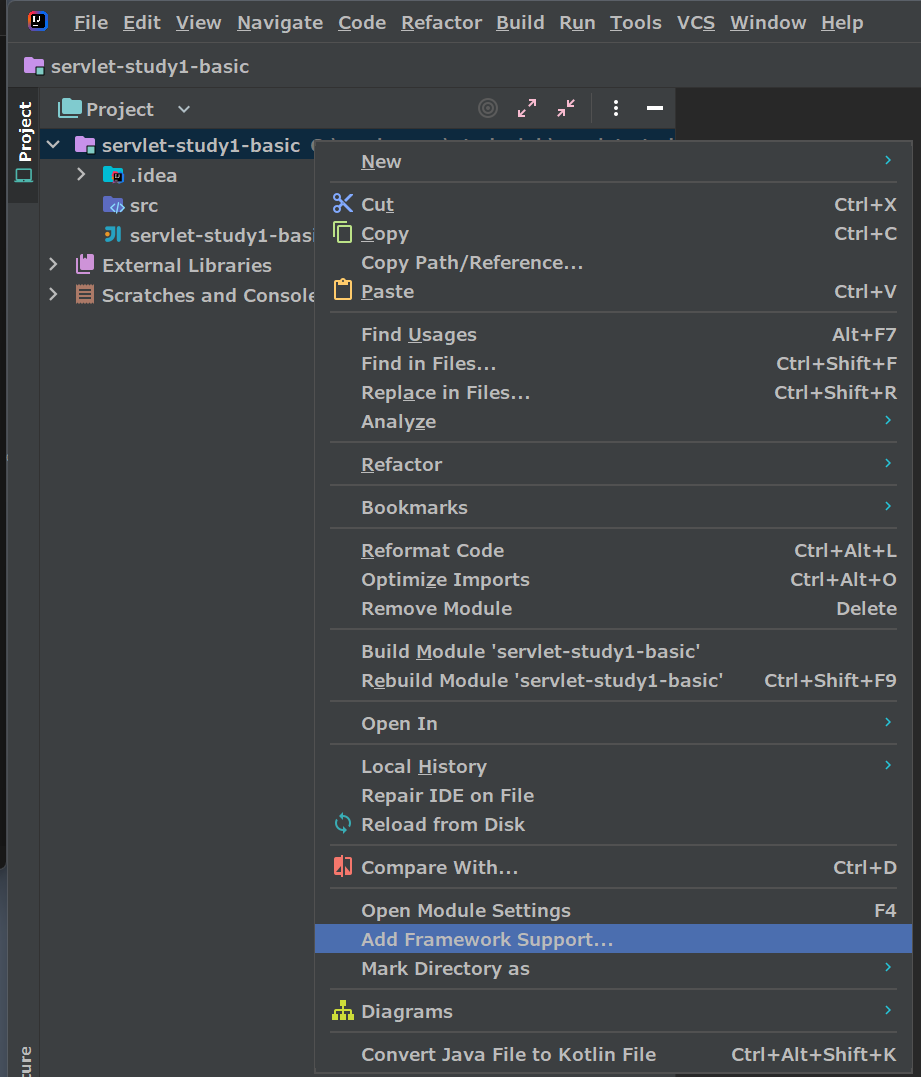 File Edit View Navigate Code Refactor Build Run Tools VCS Window Help
servlet-study1-basic
Project
Project
servlet-study1-basic
.idea
src
servlet-study1-basi
External Libraries
Scratches and Console
New
Cut Ctrl+X
Copy Ctrl+C
Copy Path/Reference...
Paste Ctrl+V
Find Usages Alt+F7
Find in Files... Ctrl+Shift+F
Replace in Files... Ctrl+Shift+R
Analyze
Refactor
Bookmarks
Reformat Code Ctrl+Alt+L
Optimize Imports Ctrl+Alt+O
Remove Module Delete
Build Module 'servlet-study1-basic'
Rebuild Module 'servlet-study1-basic' Ctrl+Shift+F9
Open In
Local History
Repair IDE on File
Reload from Disk
Compare With... Ctrl+D
Open Module Settings F4
Add Framework Support...
Mark Directory as
Diagrams
Convert Java File to Kotlin File Ctrl+Alt+Shift+K
ure